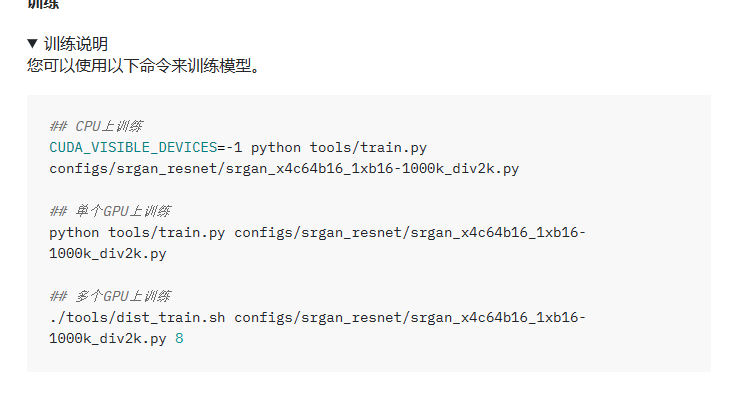 训练
▼ 训练说明
您可以使用以下命令来训练模型。
## CPU上训练
CUDA_VISIBLE_DEVICES=-1 python tools/train.py
configs/srgan_resnet/srgan_x4c64b16_1xb16-1000k_div2k.py
## 单个GPU上训练
python tools/train.py configs/srgan_resnet/srgan_x4c64b16_1xb16-
1000k_div2k.py
## 多个GPU上训练
./tools/dist_train.sh configs/srgan_resnet/srgan_x4c64b16_1xb16-
1000k_div2k.py 8